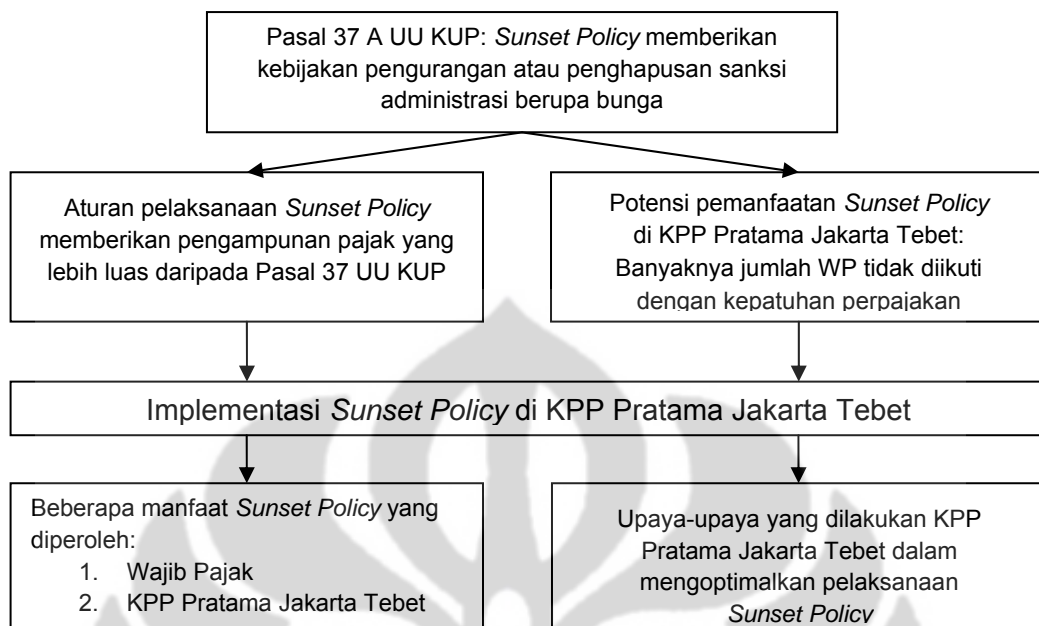 Pasal 37 A UU KUP: Sunset Policy memberikan
kebijakan pengurangan atau penghapusan sanksi
administrasi berupa bunga
Aturan pelaksanaan Sunset Policy
memberikan pengampunan pajak yang
lebih luas daripada Pasal 37 UU KUP
Potensi pemanfaatan Sunset Policy
di KPP Pratama Jakarta Tebet:
Banyaknya jumlah WP tidak diikuti
dengan kepatuhan perpajakan
Implementasi Sunset Policy di KPP Pratama Jakarta Tebet
Beberapa manfaat Sunset Policy yang
diperoleh:
1. Wajib Pajak
2. KPP Pratama Jakarta Tebet
Upaya-upaya yang dilakukan KPP
Pratama Jakarta Tebet dalam
mengoptimalkan pelaksanaan
Sunset Policy